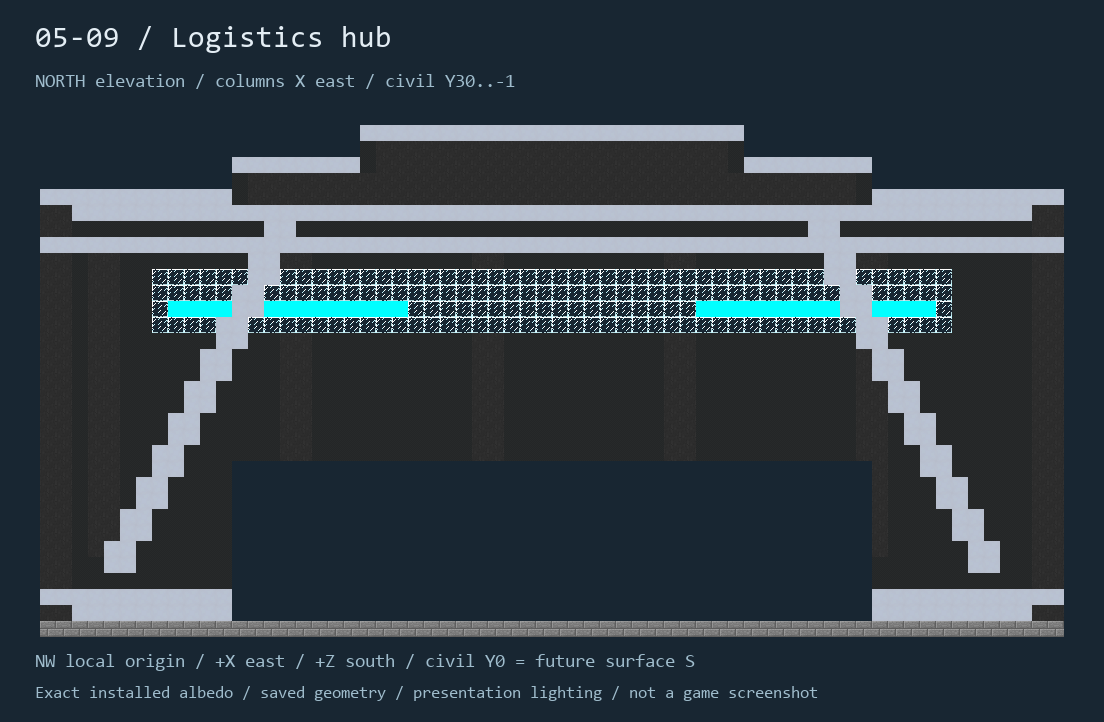 05-09 / Logistics hub
NORTH elevation / columns X east / civil Y30..-1
NW local origin / +X east / +Z south / civil Y0 = future surface S
Exact installed albedo / saved geometry / presentation lighting / not a game screenshot